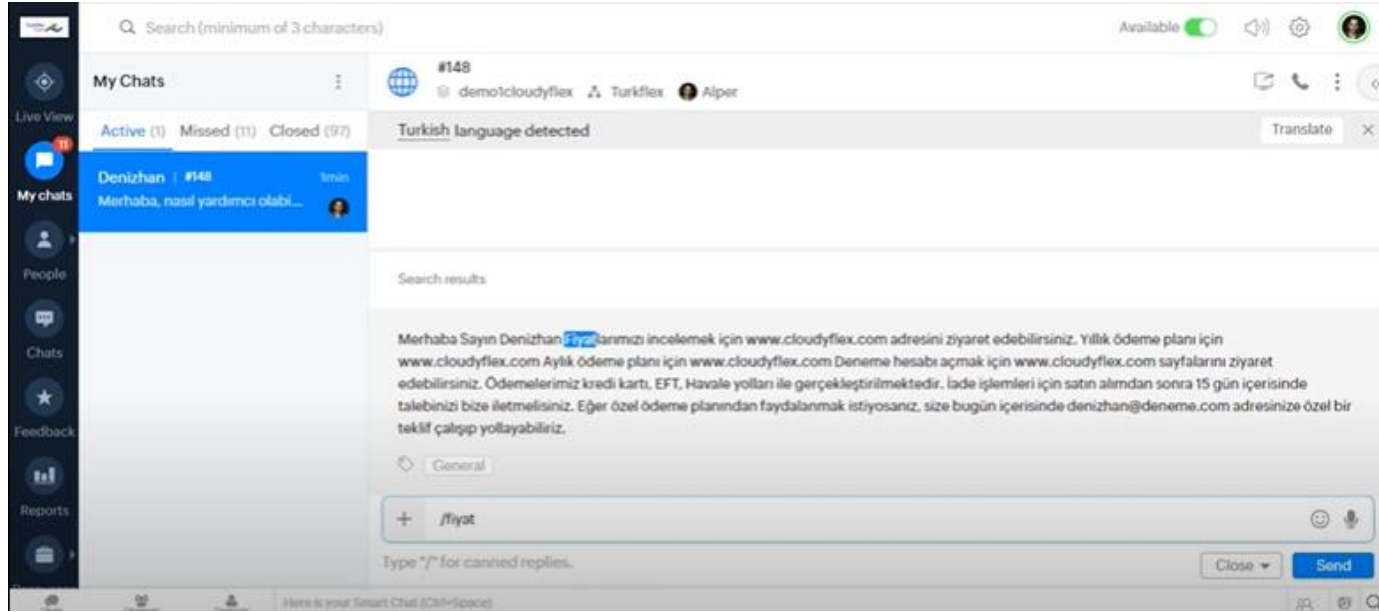 Search (minimum of 3 characters)
Available
Live View
11
My chats
People
Chats
Feedback
Reports
My Chats
Active (1) Missed (11) Closed (97)
Denizhan | #148 1min
Merhaba, nasıl yardımcı olabi...
#148
demo1cloudyflex Turkflex Alper
Turkish language detected
Translate
Search results
Merhaba Sayın Denizhan Fiyatlarımızı incelemek için www.cloudyflex.com adresini ziyaret edebilirsiniz. Yıllık ödeme planı için
www.cloudyflex.com Aylık ödeme planı için www.cloudyflex.com Deneme hesabı açmak için www.cloudyflex.com sayfalarını ziyaret
edebilirsiniz. Ödemelerimiz kredi kartı, EFT, Havale yolları ile gerçekleştirilmektedir. İade işlemleri için satın alımdan sonra 15 gün içerisinde
talebinizi bize iletmelisiniz. Eğer özel ödeme planından faydalanmak istiyosanız, size bugün içerisinde denizhan@deneme.com adresinize özel bir
teklif çalışıp yollayabiliriz.
General
/fiyat
Type "/" for canned replies.
Close
Send
Here is your Smart Chat (Ctrl+Space)